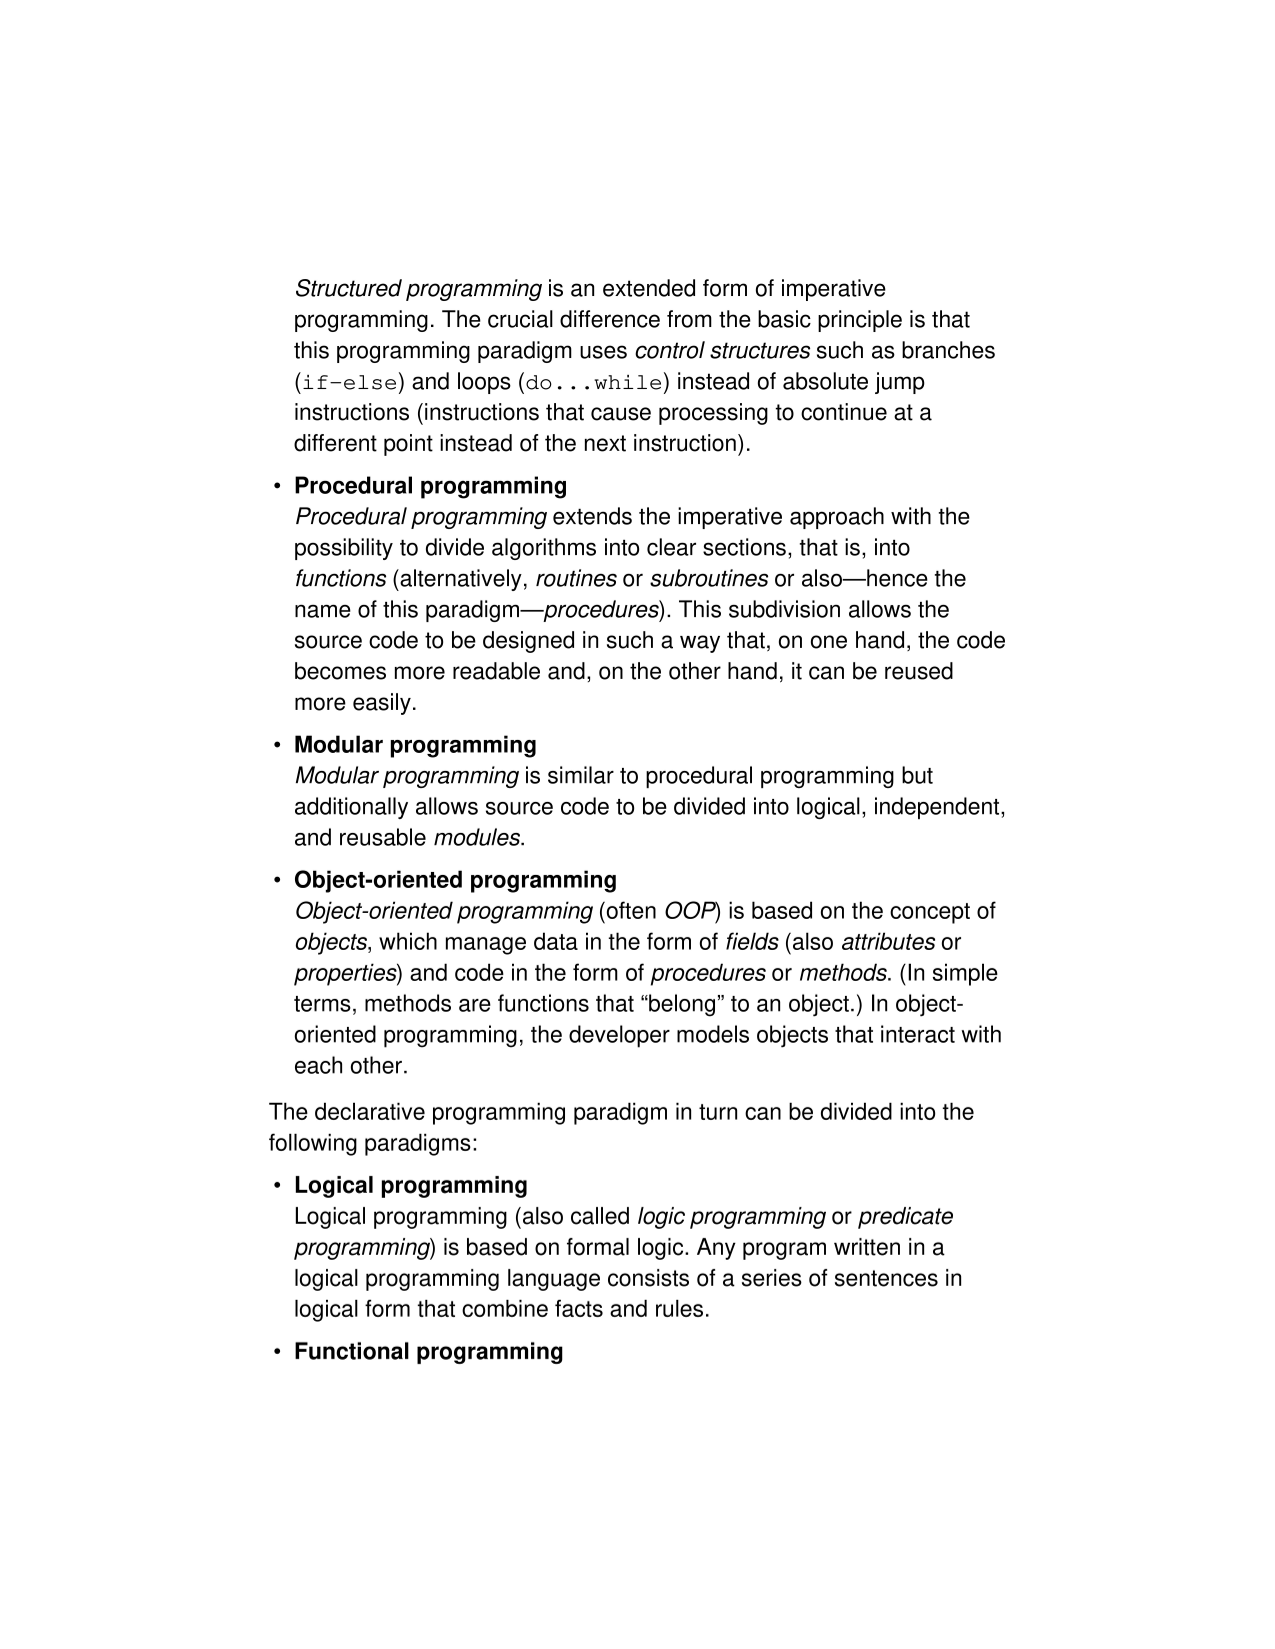 Structured programming is an extended form of imperative
programming. The crucial difference from the basic principle is that
this programming paradigm uses control structures such as branches
(if-else) and loops (do...while) instead of absolute jump
instructions (instructions that cause processing to continue at a
different point instead of the next instruction).
• Procedural programming
Procedural programming extends the imperative approach with the
possibility to divide algorithms into clear sections, that is, into
functions (alternatively, routines or subroutines or also—hence the
name of this paradigm—procedures). This subdivision allows the
source code to be designed in such a way that, on one hand, the code
becomes more readable and, on the other hand, it can be reused
more easily.
• Modular programming
Modular programming is similar to procedural programming but
additionally allows source code to be divided into logical, independent,
and reusable modules.
• Object-oriented programming
Object-oriented programming (often OOP) is based on the concept of
objects, which manage data in the form of fields (also attributes or
properties) and code in the form of procedures or methods. (In simple
terms, methods are functions that “belong” to an object.) In object-
oriented programming, the developer models objects that interact with
each other.
The declarative programming paradigm in turn can be divided into the
following paradigms:
• Logical programming
Logical programming (also called logic programming or predicate
programming) is based on formal logic. Any program written in a
logical programming language consists of a series of sentences in
logical form that combine facts and rules.
• Functional programming